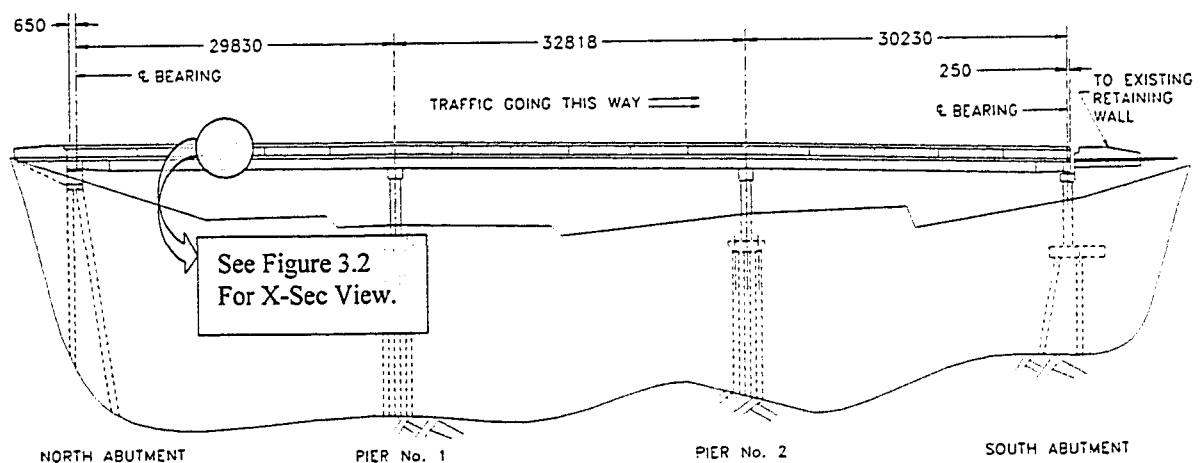 650
29830
32818
30230
℄ BEARING
250
TO EXISTING
RETAINING
WALL
TRAFFIC GOING THIS WAY
℄ BEARING
See Figure 3.2
For X-Sec View.
NORTH ABUTMENT
PIER No. 1
PIER No. 2
SOUTH ABUTMENT